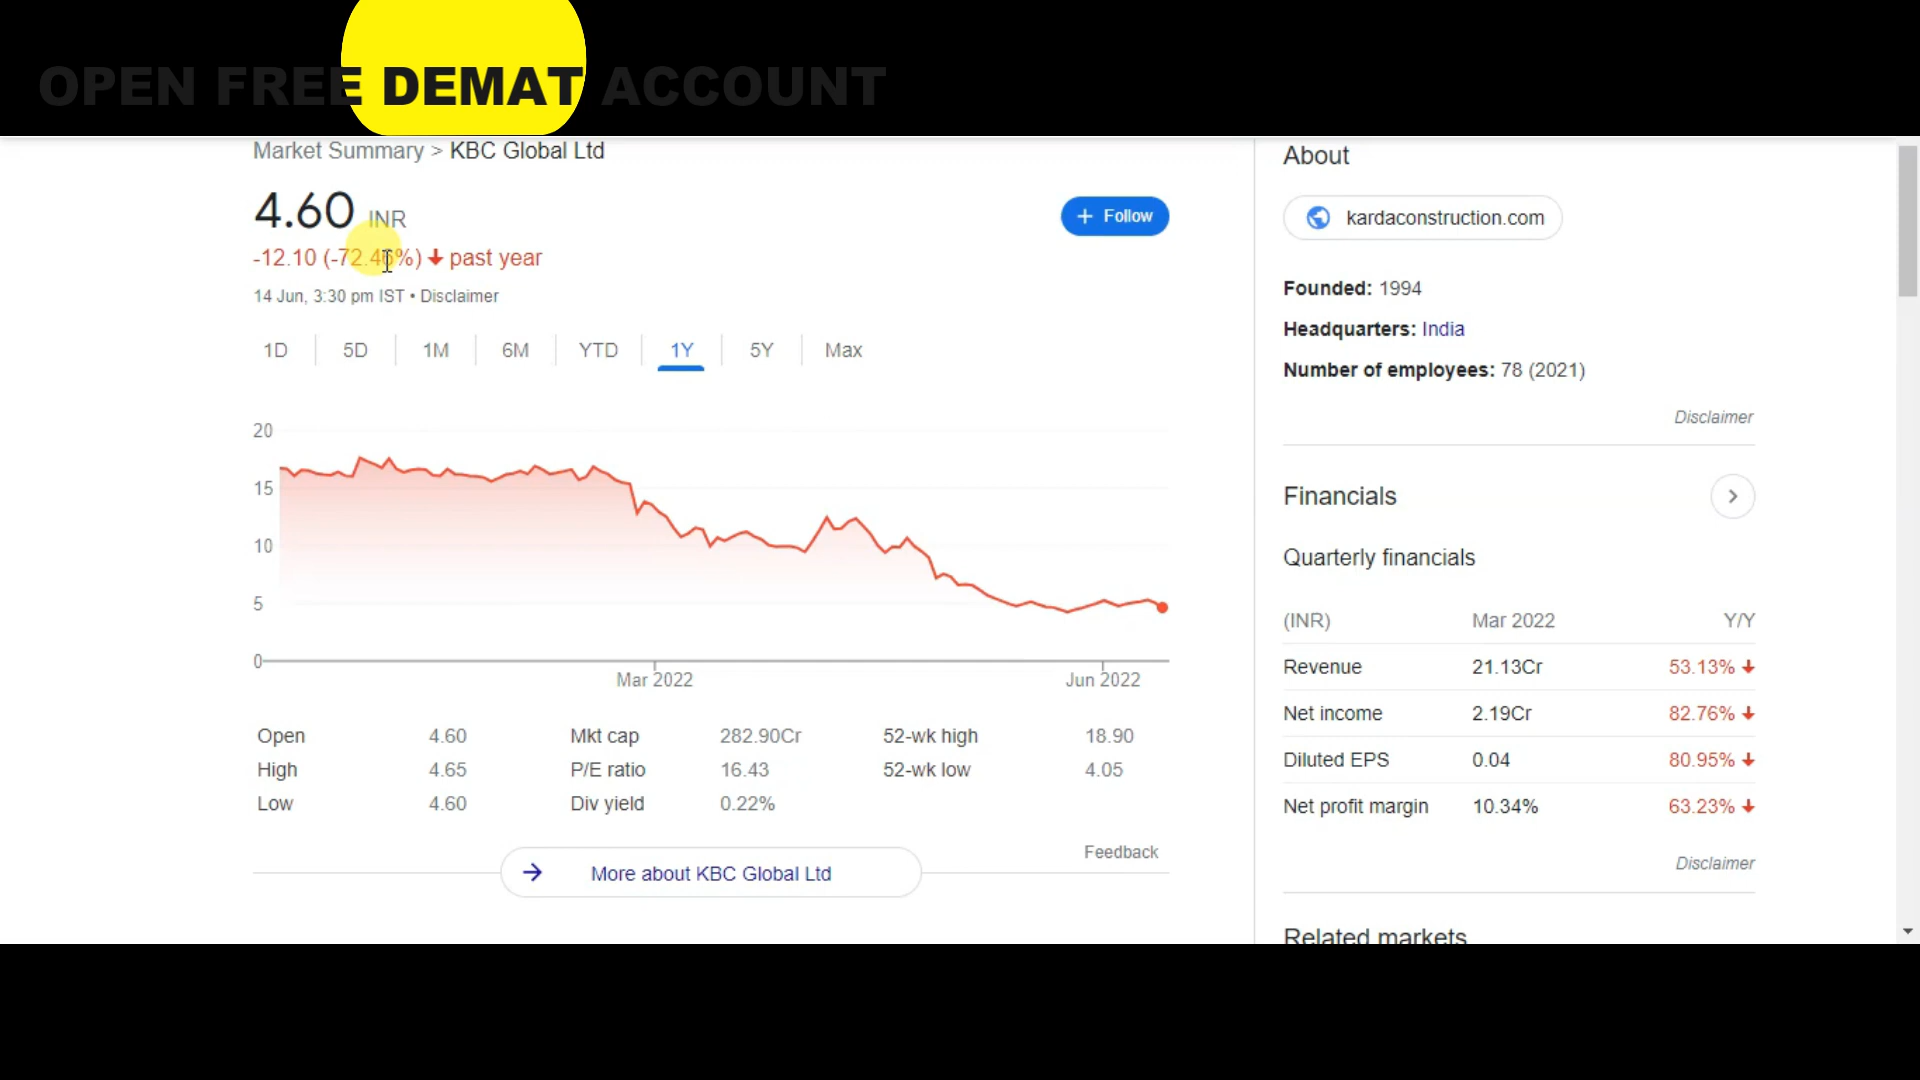 OPEN FREE DEMAT ACCOUNT
Market Summary > KBC Global Ltd
4.60 INR
-12.10 (-72.46%) ↓ past year
14 Jun, 3:30 pm IST • Disclaimer
+ Follow
1D 5D 1M 6M YTD 1Y 5Y Max
20
15
10
5
0
Mar 2022 Jun 2022
Open 4.60 Mkt cap 282.90Cr 52-wk high 18.90
High 4.65 P/E ratio 16.43 52-wk low 4.05
Low 4.60 Div yield 0.22%
Feedback
→ More about KBC Global Ltd
About
kardaconstruction.com
Founded: 1994
Headquarters: India
Number of employees: 78 (2021)
Disclaimer
Financials
Quarterly financials
(INR) Mar 2022 Y/Y
Revenue 21.13Cr 53.13% ↓
Net income 2.19Cr 82.76% ↓
Diluted EPS 0.04 80.95% ↓
Net profit margin 10.34% 63.23% ↓
Disclaimer
Related markets